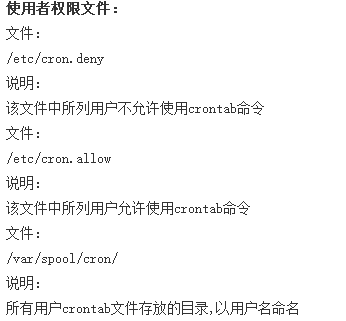 使用者权限文件：
文件：
/etc/cron.deny
说明：
该文件中所列用户不允许使用crontab命令
文件：
/etc/cron.allow
说明：
该文件中所列用户允许使用crontab命令
文件：
/var/spool/cron/
说明：
所有用户crontab文件存放的目录,以用户名命名